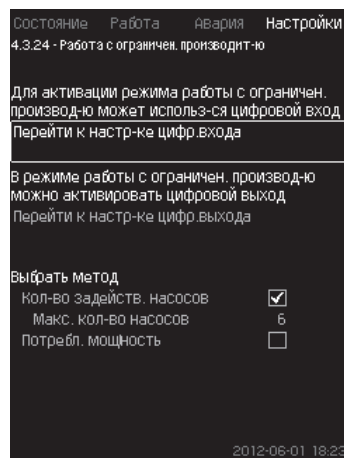 Состояние Работа Авария Настройки
4.3.24 - Работа с ограничен. производит-ю
Для активации режима работы с ограничен.
производ-ю может использ-ся цифровой вход
Перейти к настр-ке цифр.входа
В режиме работы с ограничен. производ-ю
можно активировать цифровой выход
Перейти к настр-ке цифр.выхода
Выбрать метод
Кол-во задейств. насосов
Макс. кол-во насосов 6
Потребл. мощность
2012-06-01 18:23